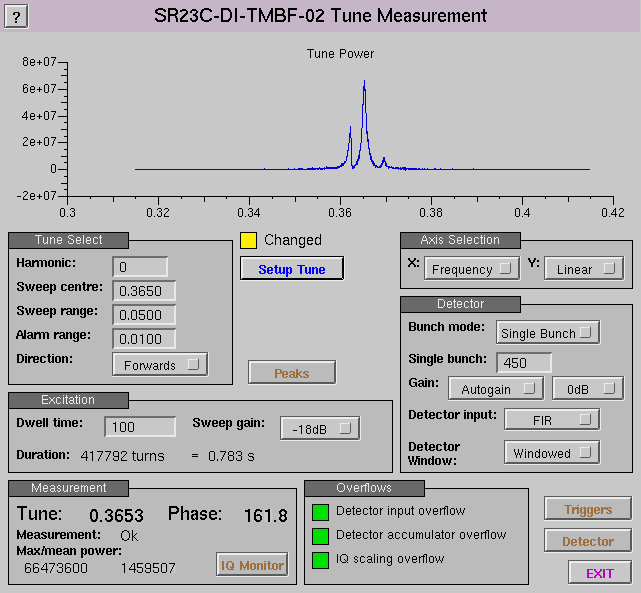 ?
SR23C-DI-TMBF-02 Tune Measurement
Tune Power
8e+07
6e+07
4e+07
2e+07
0
-2e+07
0.3 0.32 0.34 0.36 0.38 0.4 0.42
Tune Select
Harmonic: 0
Sweep centre: 0.3650
Sweep range: 0.0500
Alarm range: 0.0100
Direction: Forwards
Changed
Setup Tune
Peaks
Axis Selection
X: Frequency Y: Linear
Detector
Bunch mode: Single Bunch
Single bunch: 450
Gain: Autogain 0dB
Detector input: FIR
Detector
Window: Windowed
Excitation
Dwell time: 100 Sweep gain: -18dB
Duration: 417792 turns = 0.783 s
Measurement
Tune: 0.3653 Phase: 161.8
Measurement: Ok
Max/mean power:
66473600 1459507 IQ Monitor
Overflows
Detector input overflow
Detector accumulator overflow
IQ scaling overflow
Triggers
Detector
EXIT